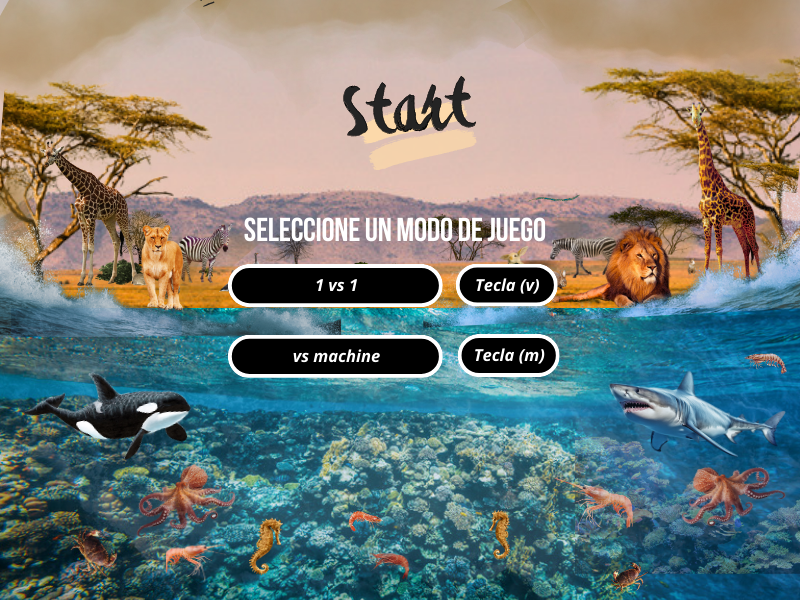 Start
SELECCIONE UN MODO DE JUEGO
1 vs 1
Tecla (v)
vs machine
Tecla (m)